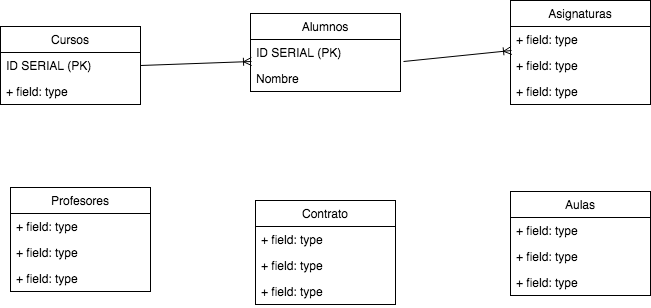 Cursos
ID SERIAL (PK)
+ field: type
Alumnos
ID SERIAL (PK)
Nombre
Asignaturas
+ field: type
+ field: type
+ field: type
Profesores
+ field: type
+ field: type
+ field: type
Contrato
+ field: type
+ field: type
+ field: type
Aulas
+ field: type
+ field: type
+ field: type